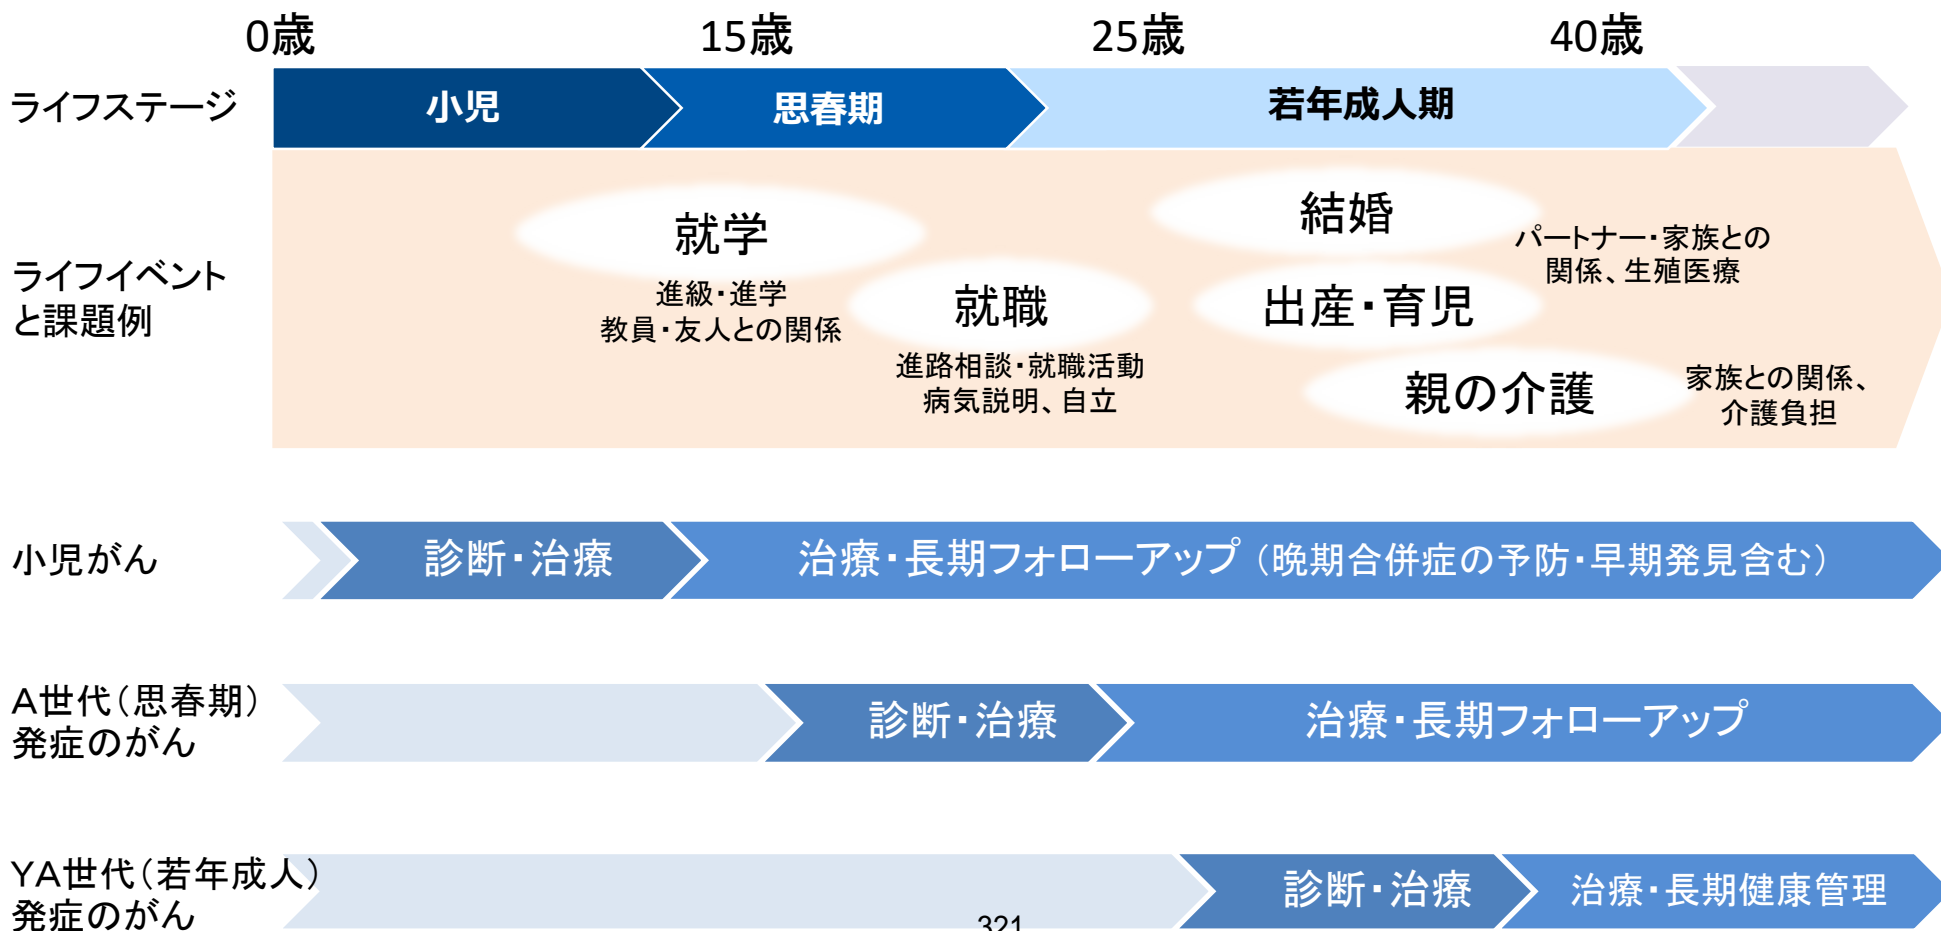 0歳 15歳 25歳 40歳
ライフステージ 小児 思春期 若年成人期
ライフイベント
と課題例
就学
進級・進学
教員・友人との関係
就職
進路相談・就職活動
病気説明、自立
結婚
パートナー・家族との
関係、生殖医療
出産・育児
親の介護
家族との関係、
介護負担
小児がん 診断・治療 治療・長期フォローアップ（晩期合併症の予防・早期発見含む）
A世代（思春期）
発症のがん
診断・治療 治療・長期フォローアップ
YA世代（若年成人）
発症のがん
診断・治療 治療・長期健康管理
321